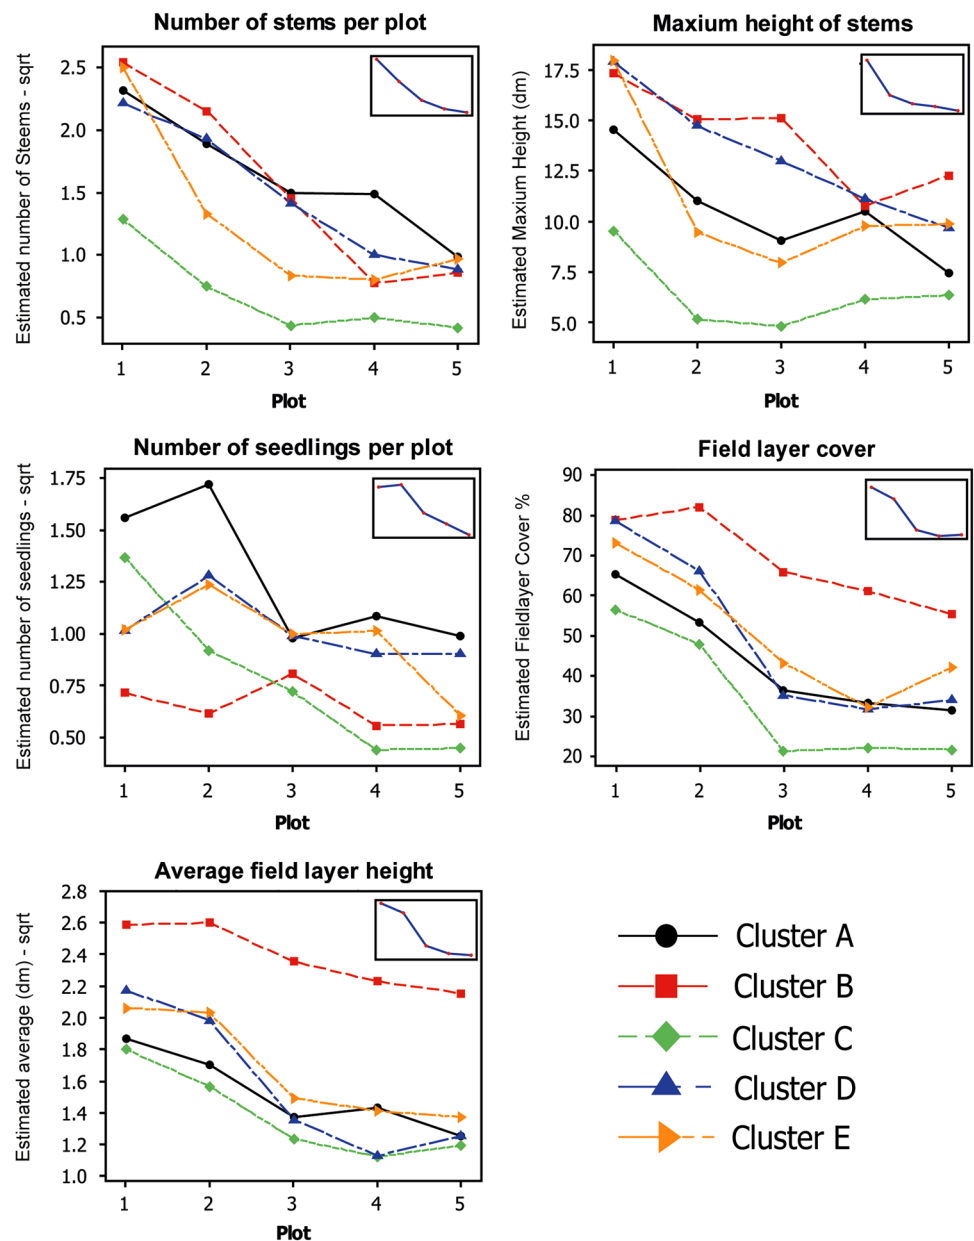 Number of stems per plot
Estimated number of Steems - sqrt
2.5
2.0
1.5
1.0
0.5
1 2 3 4 5
Plot
Maxium height of stems
Estimated Maxium Height (dm)
17.5
15.0
12.5
10.0
7.5
5.0
1 2 3 4 5
Plot
Number of seedlings per plot
Estimated number of seedlings - sqrt
1.75
1.50
1.25
1.00
0.75
0.50
1 2 3 4 5
Plot
Field layer cover
Estimated Fieldlayer Cover %
90
80
70
60
50
40
30
20
1 2 3 4 5
Plot
Average field layer height
Estimated average (dm) - sqrt
2.8
2.6
2.4
2.2
2.0
1.8
1.6
1.4
1.2
1.0
1 2 3 4 5
Plot
Cluster A
Cluster B
Cluster C
Cluster D
Cluster E